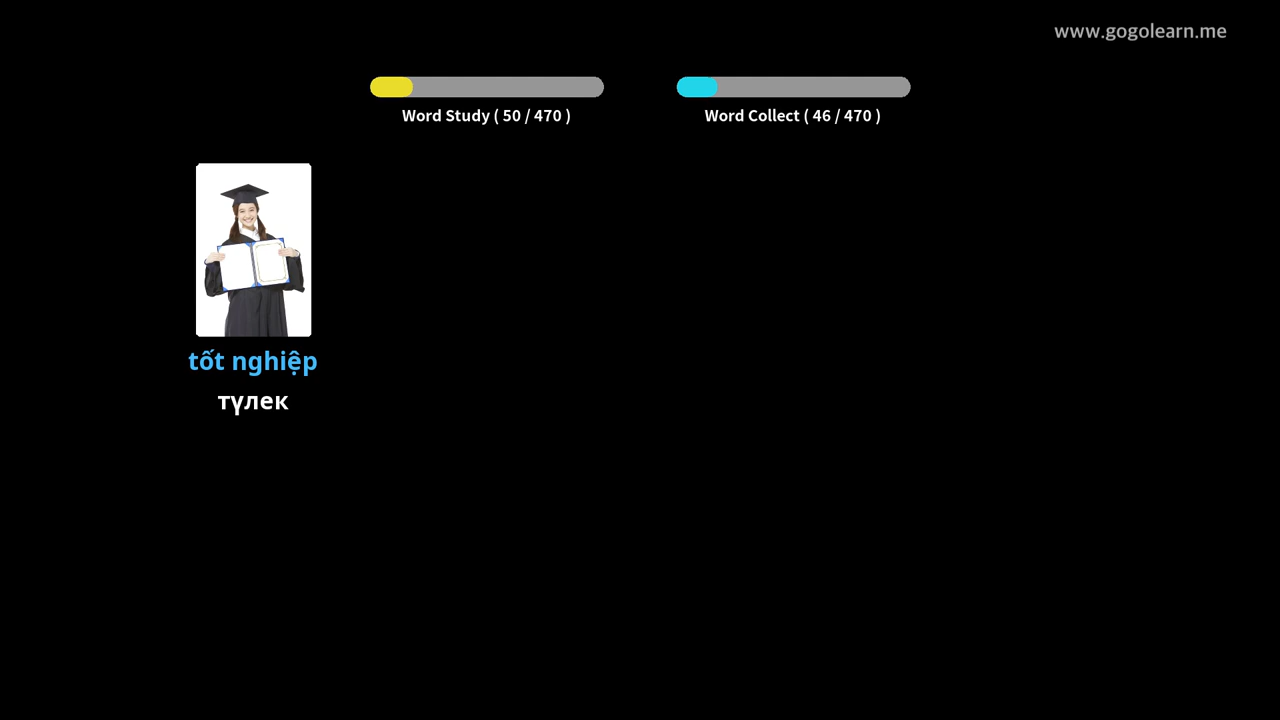 www.gogolearn.me
Word Study ( 50 / 470 )
Word Collect ( 46 / 470 )
tốt nghiệp
түлек